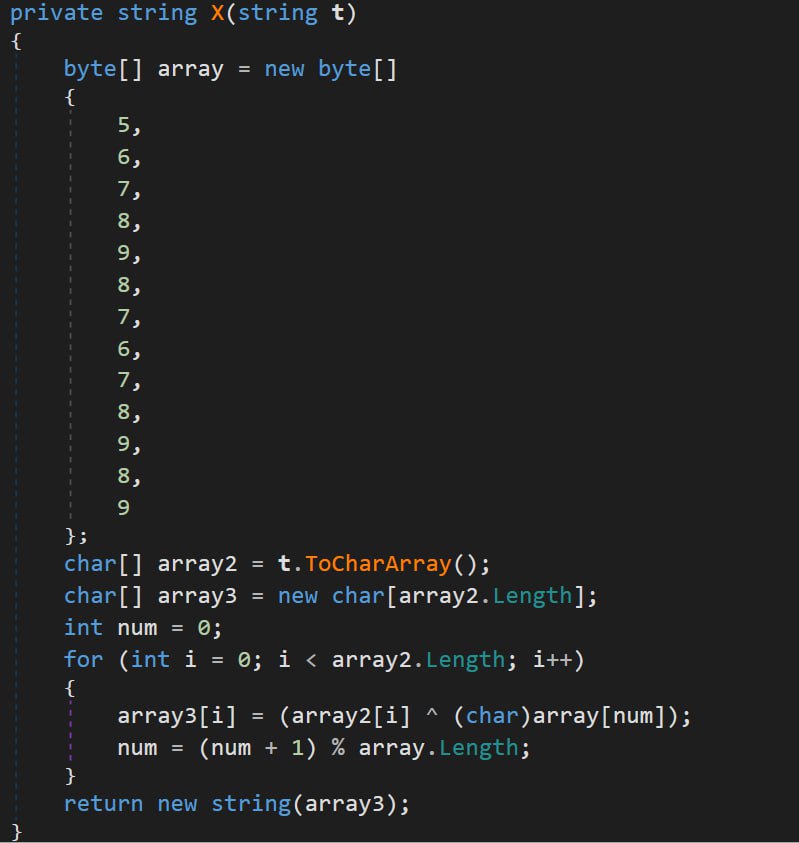 private string X(string t)
{
    byte[] array = new byte[]
    {
        5,
        6,
        7,
        8,
        9,
        8,
        7,
        6,
        7,
        8,
        9,
        8,
        9
    };
    char[] array2 = t.ToCharArray();
    char[] array3 = new char[array2.Length];
    int num = 0;
    for (int i = 0; i < array2.Length; i++)
    {
        array3[i] = (array2[i] ^ (char)array[num]);
        num = (num + 1) % array.Length;
    }
    return new string(array3);
}